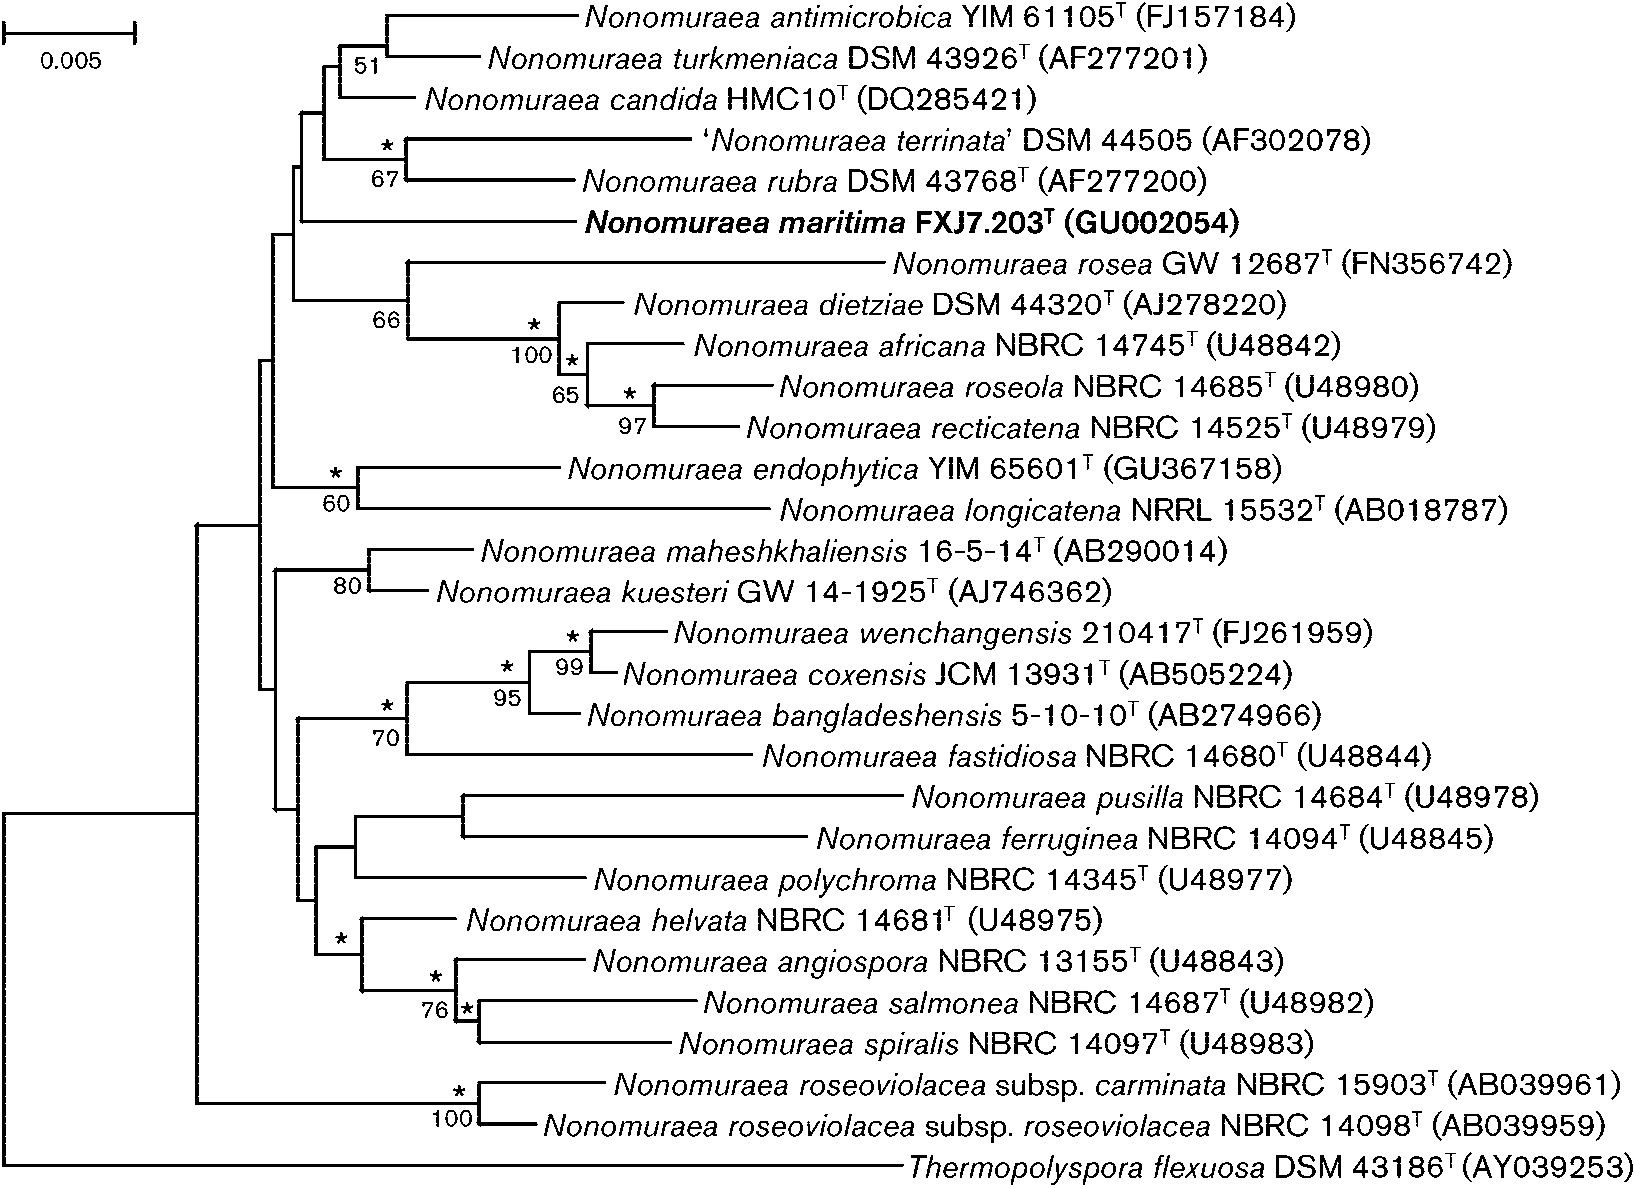 Nonomuraea antimicrobica YIM 61105ᵀ (FJ157184)
0.005
51
Nonomuraea turkmeniaca DSM 43926ᵀ (AF277201)
Nonomuraea candida HMC10ᵀ (DQ285421)
* ‘Nonomuraea terrinata’ DSM 44505 (AF302078)
67
Nonomuraea rubra DSM 43768ᵀ (AF277200)
Nonomuraea maritima FXJ7.203ᵀ (GU002054)
Nonomuraea rosea GW 12687ᵀ (FN356742)
66
Nonomuraea dietziae DSM 44320ᵀ (AJ278220)
*
100
Nonomuraea africana NBRC 14745ᵀ (U48842)
*
65
Nonomuraea roseola NBRC 14685ᵀ (U48980)
*
97
Nonomuraea recticatena NBRC 14525ᵀ (U48979)
Nonomuraea endophytica YIM 65601ᵀ (GU367158)
*
60
Nonomuraea longicatena NRRL 15532ᵀ (AB018787)
Nonomuraea maheshkhaliensis 16-5-14ᵀ (AB290014)
80
Nonomuraea kuesteri GW 14-1925ᵀ (AJ746362)
Nonomuraea wenchangensis 210417ᵀ (FJ261959)
*
99
Nonomuraea coxensis JCM 13931ᵀ (AB505224)
*
95
Nonomuraea bangladeshensis 5-10-10ᵀ (AB274966)
*
70
Nonomuraea fastidiosa NBRC 14680ᵀ (U48844)
Nonomuraea pusilla NBRC 14684ᵀ (U48978)
Nonomuraea ferruginea NBRC 14094ᵀ (U48845)
Nonomuraea polychroma NBRC 14345ᵀ (U48977)
Nonomuraea helvata NBRC 14681ᵀ (U48975)
*
Nonomuraea angiospora NBRC 13155ᵀ (U48843)
*
76
Nonomuraea salmonea NBRC 14687ᵀ (U48982)
*
Nonomuraea spiralis NBRC 14097ᵀ (U48983)
Nonomuraea roseoviolacea subsp. carminata NBRC 15903ᵀ (AB039961)
*
100
Nonomuraea roseoviolacea subsp. roseoviolacea NBRC 14098ᵀ (AB039959)
Thermopolyspora flexuosa DSM 43186ᵀ (AY039253)